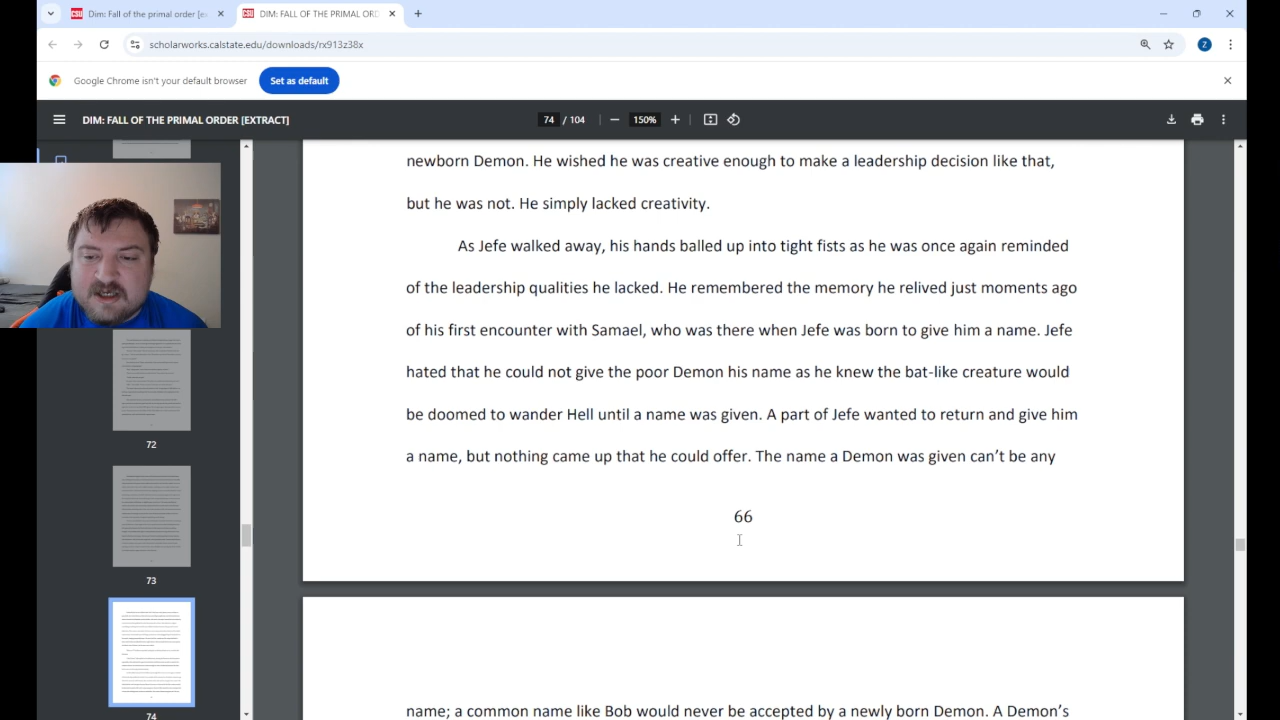 DIM: Fall of the primal order [ex
DIM: FALL OF THE PRIMAL ORD
scholarworks.calstate.edu/downloads/rx913z38x
Z
Google Chrome isn't your default browser
Set as default
DIM: FALL OF THE PRIMAL ORDER [EXTRACT]
74 / 104
150%
newborn Demon. He wished he was creative enough to make a leadership decision like that,
but he was not. He simply lacked creativity.
As Jefe walked away, his hands balled up into tight fists as he was once again reminded
of the leadership qualities he lacked. He remembered the memory he relived just moments ago
of his first encounter with Samael, who was there when Jefe was born to give him a name. Jefe
hated that he could not give the poor Demon his name as he knew the bat-like creature would
be doomed to wander Hell until a name was given. A part of Jefe wanted to return and give him
a name, but nothing came up that he could offer. The name a Demon was given can't be any
66
name; a common name like Bob would never be accepted by a newly born Demon. A Demon's
72
73
74